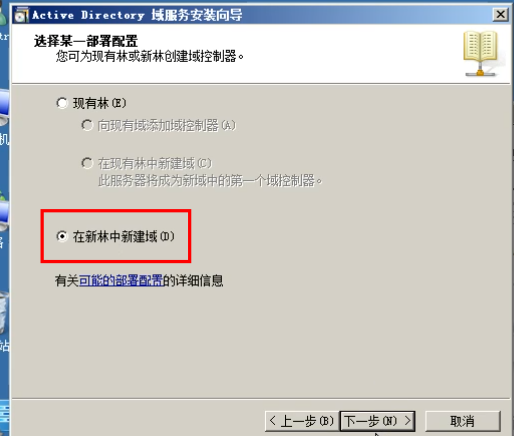 Active Directory 域服务安装向导
选择某一部署配置
您可为现有林或新林创建域控制器。
现有林(E)
向现有域添加域控制器(A)
在现有林中新建域(C)
此服务器将成为新域中的第一个域控制器。
在新林中新建域(D)
有关可能的部署配置的详细信息
< 上一步(B) 下一步(N) > 取消